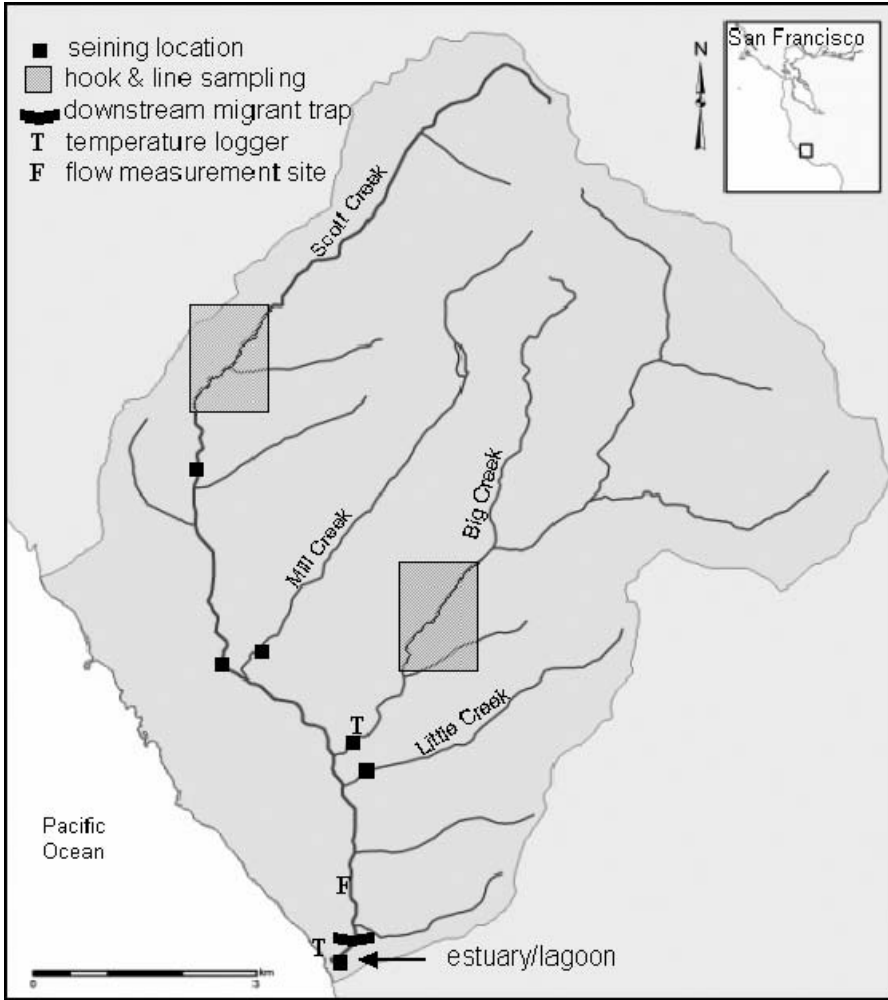 seining location
hook & line sampling
downstream migrant trap
T temperature logger
F flow measurement site
N
San Francisco
Scott Creek
Mill Creek
Big Creek
Little Creek
T
Pacific
Ocean
F
T
estuary/lagoon
km
0 3